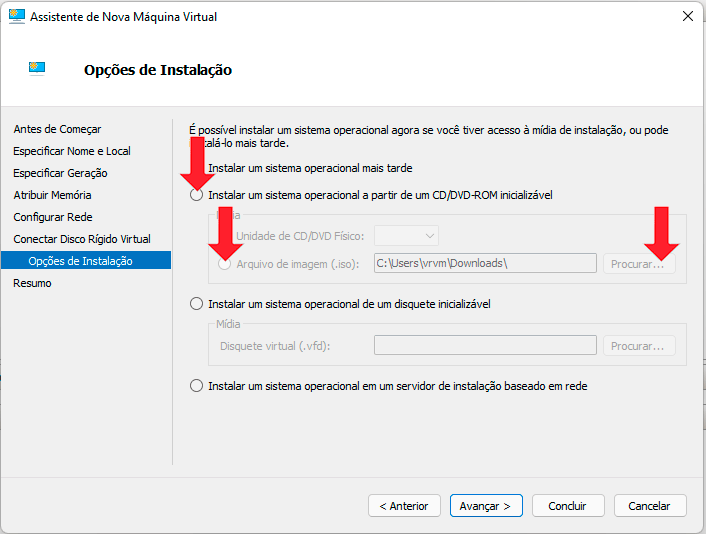 Assistente de Nova Máquina Virtual
Opções de Instalação
Antes de Começar
Especificar Nome e Local
Especificar Geração
Atribuir Memória
Configurar Rede
Conectar Disco Rígido Virtual
Opções de Instalação
Resumo
É possível instalar um sistema operacional agora se você tiver acesso à mídia de instalação, ou pode
talá-lo mais tarde.
Instalar um sistema operacional mais tarde
Instalar um sistema operacional a partir de um CD/DVD-ROM inicializável
Unidade de CD/DVD Físico:
Arquivo de imagem (.iso): C:\Users\vrvm\Downloads\ Procurar...
Instalar um sistema operacional de um disquete inicializável
Mídia
Disquete virtual (.vfd): Procurar...
Instalar um sistema operacional em um servidor de instalação baseado em rede
< Anterior Avançar > Concluir Cancelar